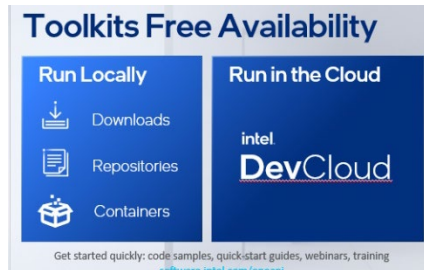 Toolkits Free Availability
Run Locally
Downloads
Repositories
Containers
Run in the Cloud
intel.
DevCloud
Get started quickly: code samples, quick-start guides, webinars, training